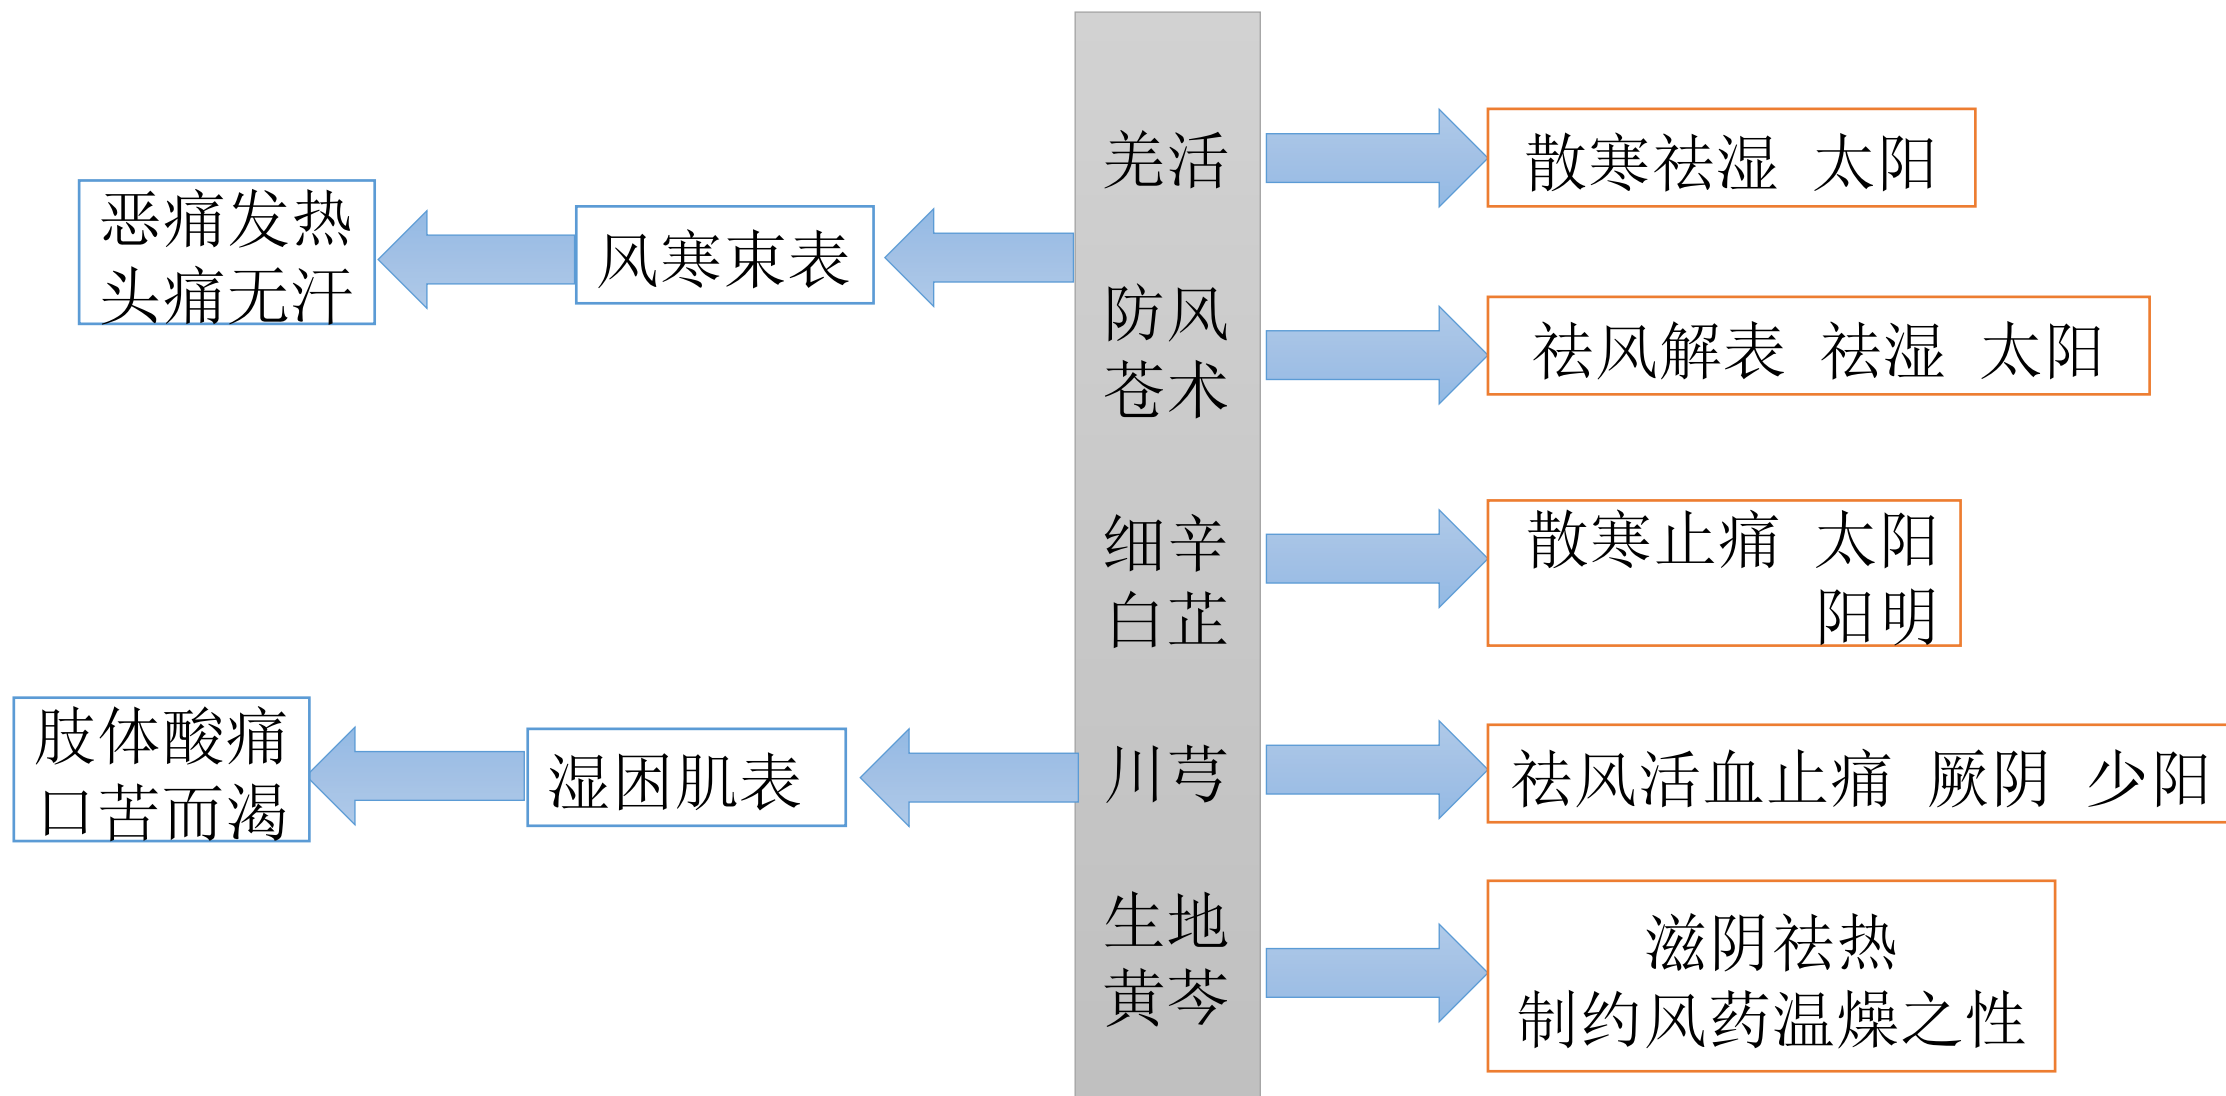 恶痛发热
头痛无汗
风寒束表
肢体酸痛
口苦而渴
湿困肌表
羌活
防风
苍术
细辛
白芷
川芎
生地
黄芩
散寒祛湿 太阳
祛风解表 祛湿 太阳
散寒止痛 太阳
阳明
祛风活血止痛 厥阴 少阳
滋阴祛热
制约风药温燥之性